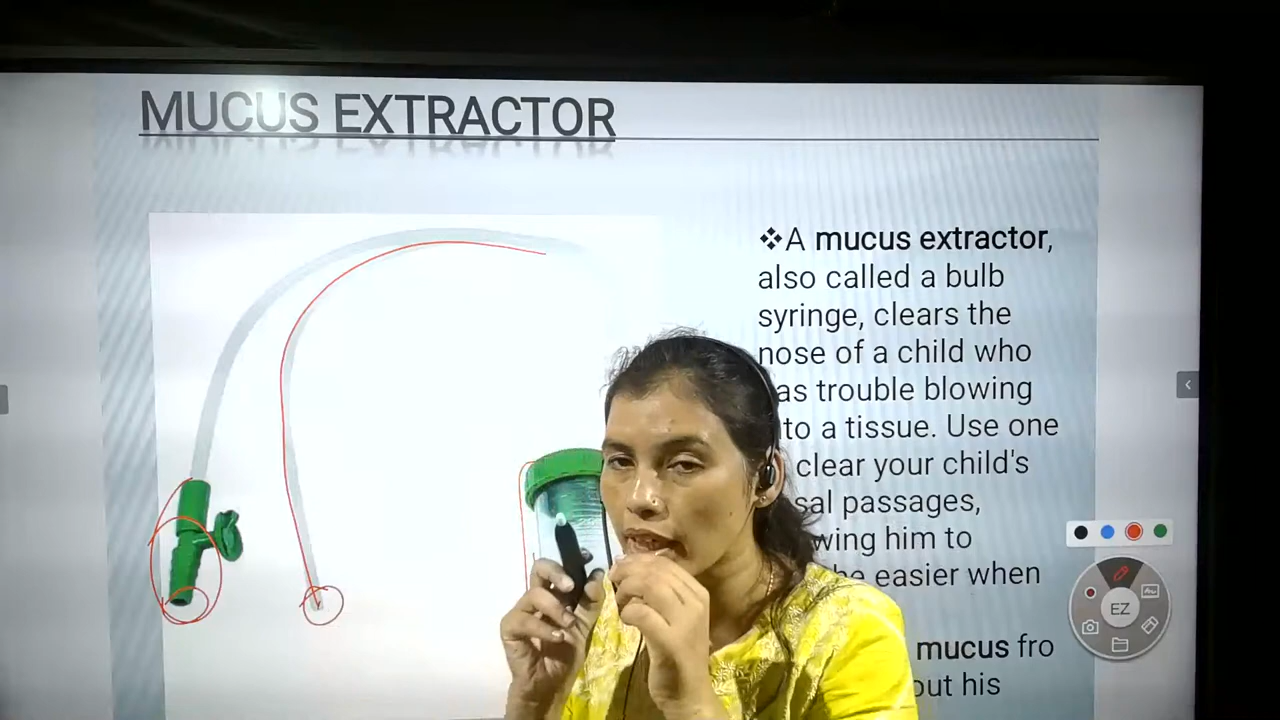 MUCUS EXTRACTOR
❖A mucus extractor,
also called a bulb
syringe, clears the
nose of a child who
as trouble blowing
to a tissue. Use one
clear your child's
sal passages,
wing him to
he easier when
mucus fro
out his
EZ